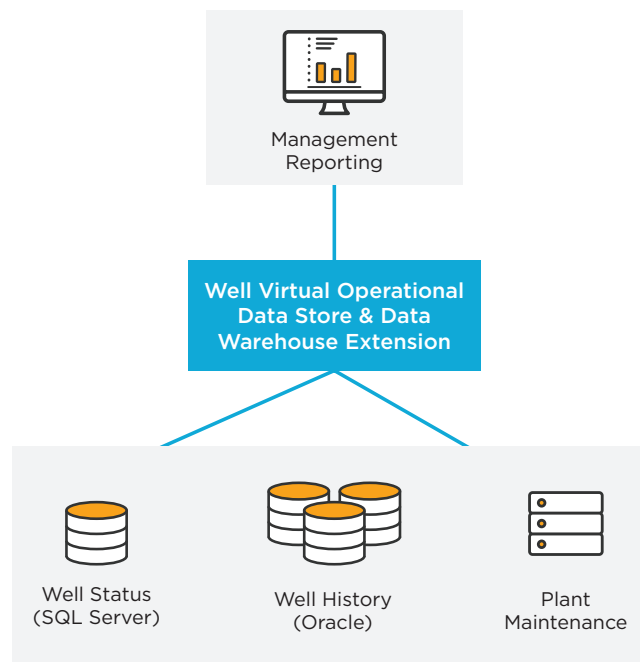 Management
Reporting
Well Virtual Operational
Data Store & Data
Warehouse Extension
Well Status
(SQL Server)
Well History
(Oracle)
Plant
Maintenance